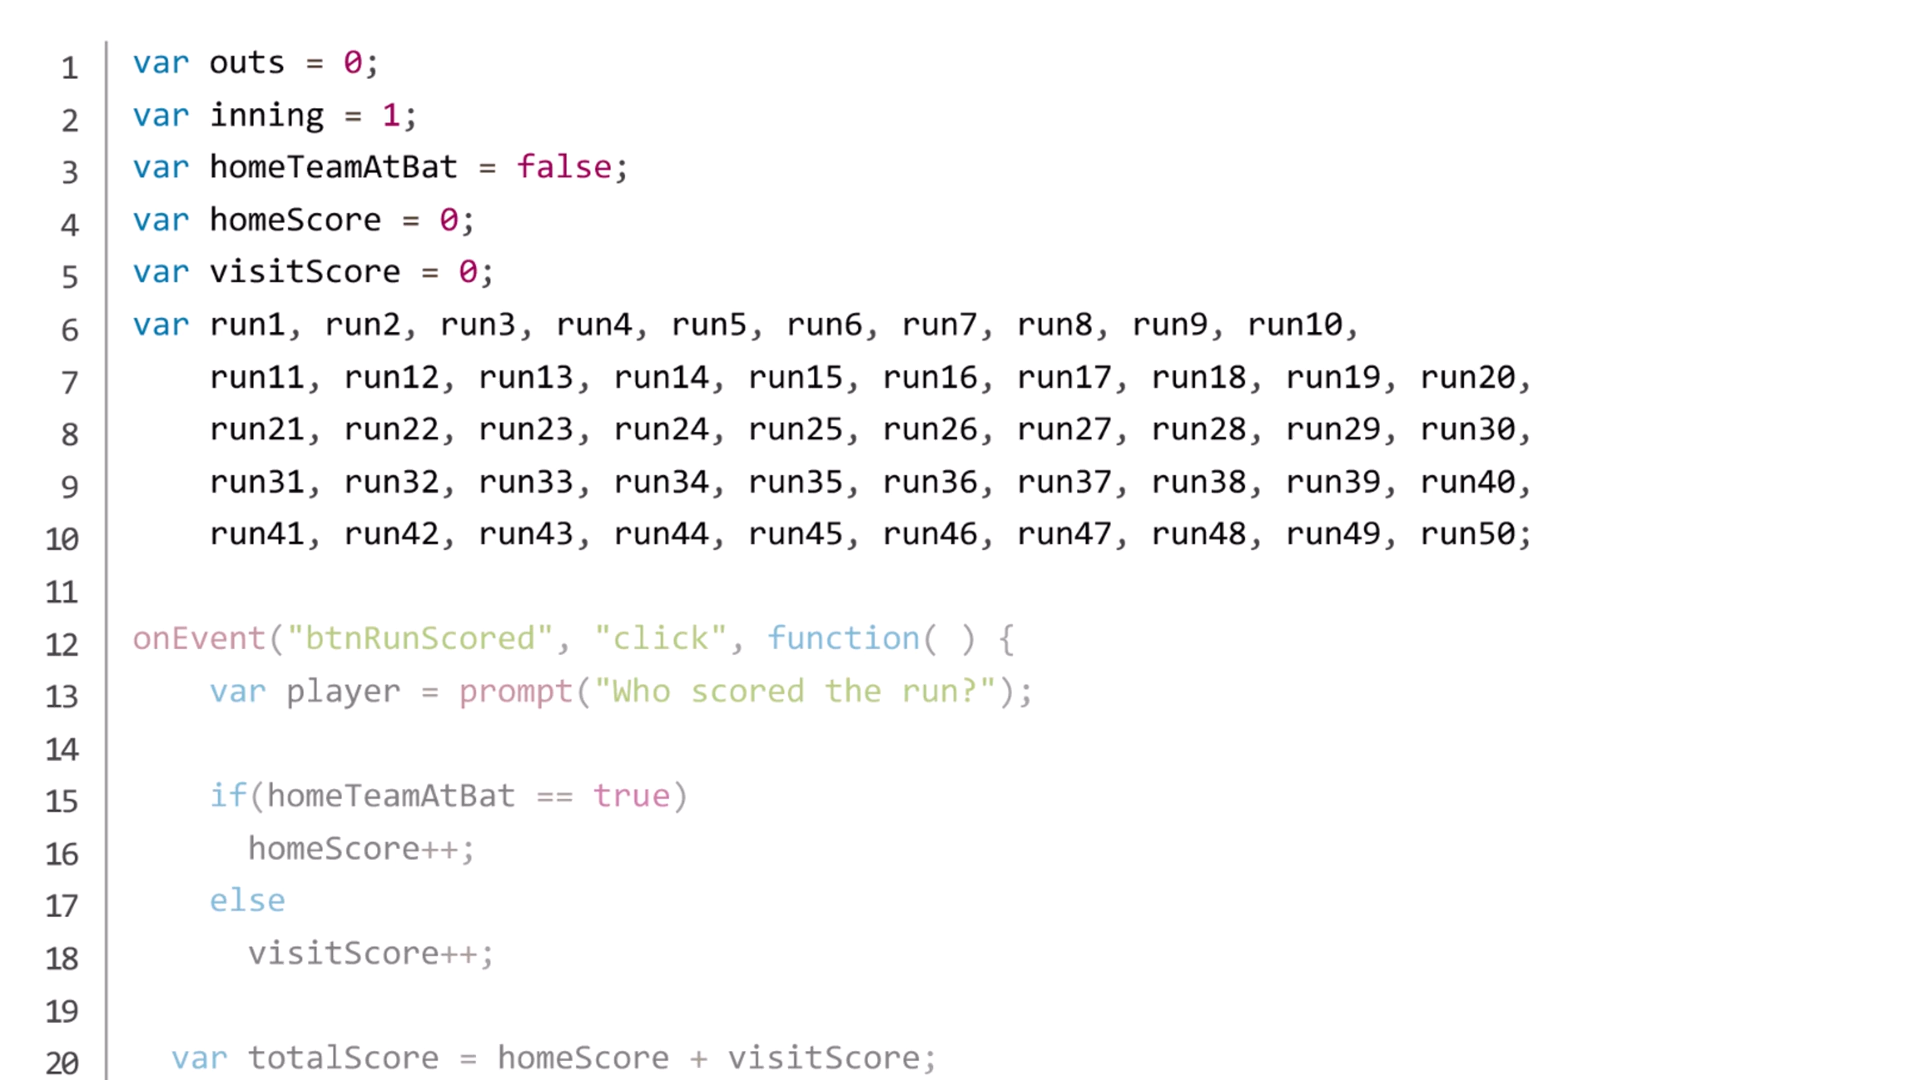 1 var outs = 0;
2 var inning = 1;
3 var homeTeamAtBat = false;
4 var homeScore = 0;
5 var visitScore = 0;
6 var run1, run2, run3, run4, run5, run6, run7, run8, run9, run10,
7 run11, run12, run13, run14, run15, run16, run17, run18, run19, run20,
8 run21, run22, run23, run24, run25, run26, run27, run28, run29, run30,
9 run31, run32, run33, run34, run35, run36, run37, run38, run39, run40,
10 run41, run42, run43, run44, run45, run46, run47, run48, run49, run50;
11
12 onEvent("btnRunScored", "click", function( ) {
13 var player = prompt("Who scored the run?");
14
15 if(homeTeamAtBat == true)
16 homeScore++;
17 else
18 visitScore++;
19
20 var totalScore = homeScore + visitScore;